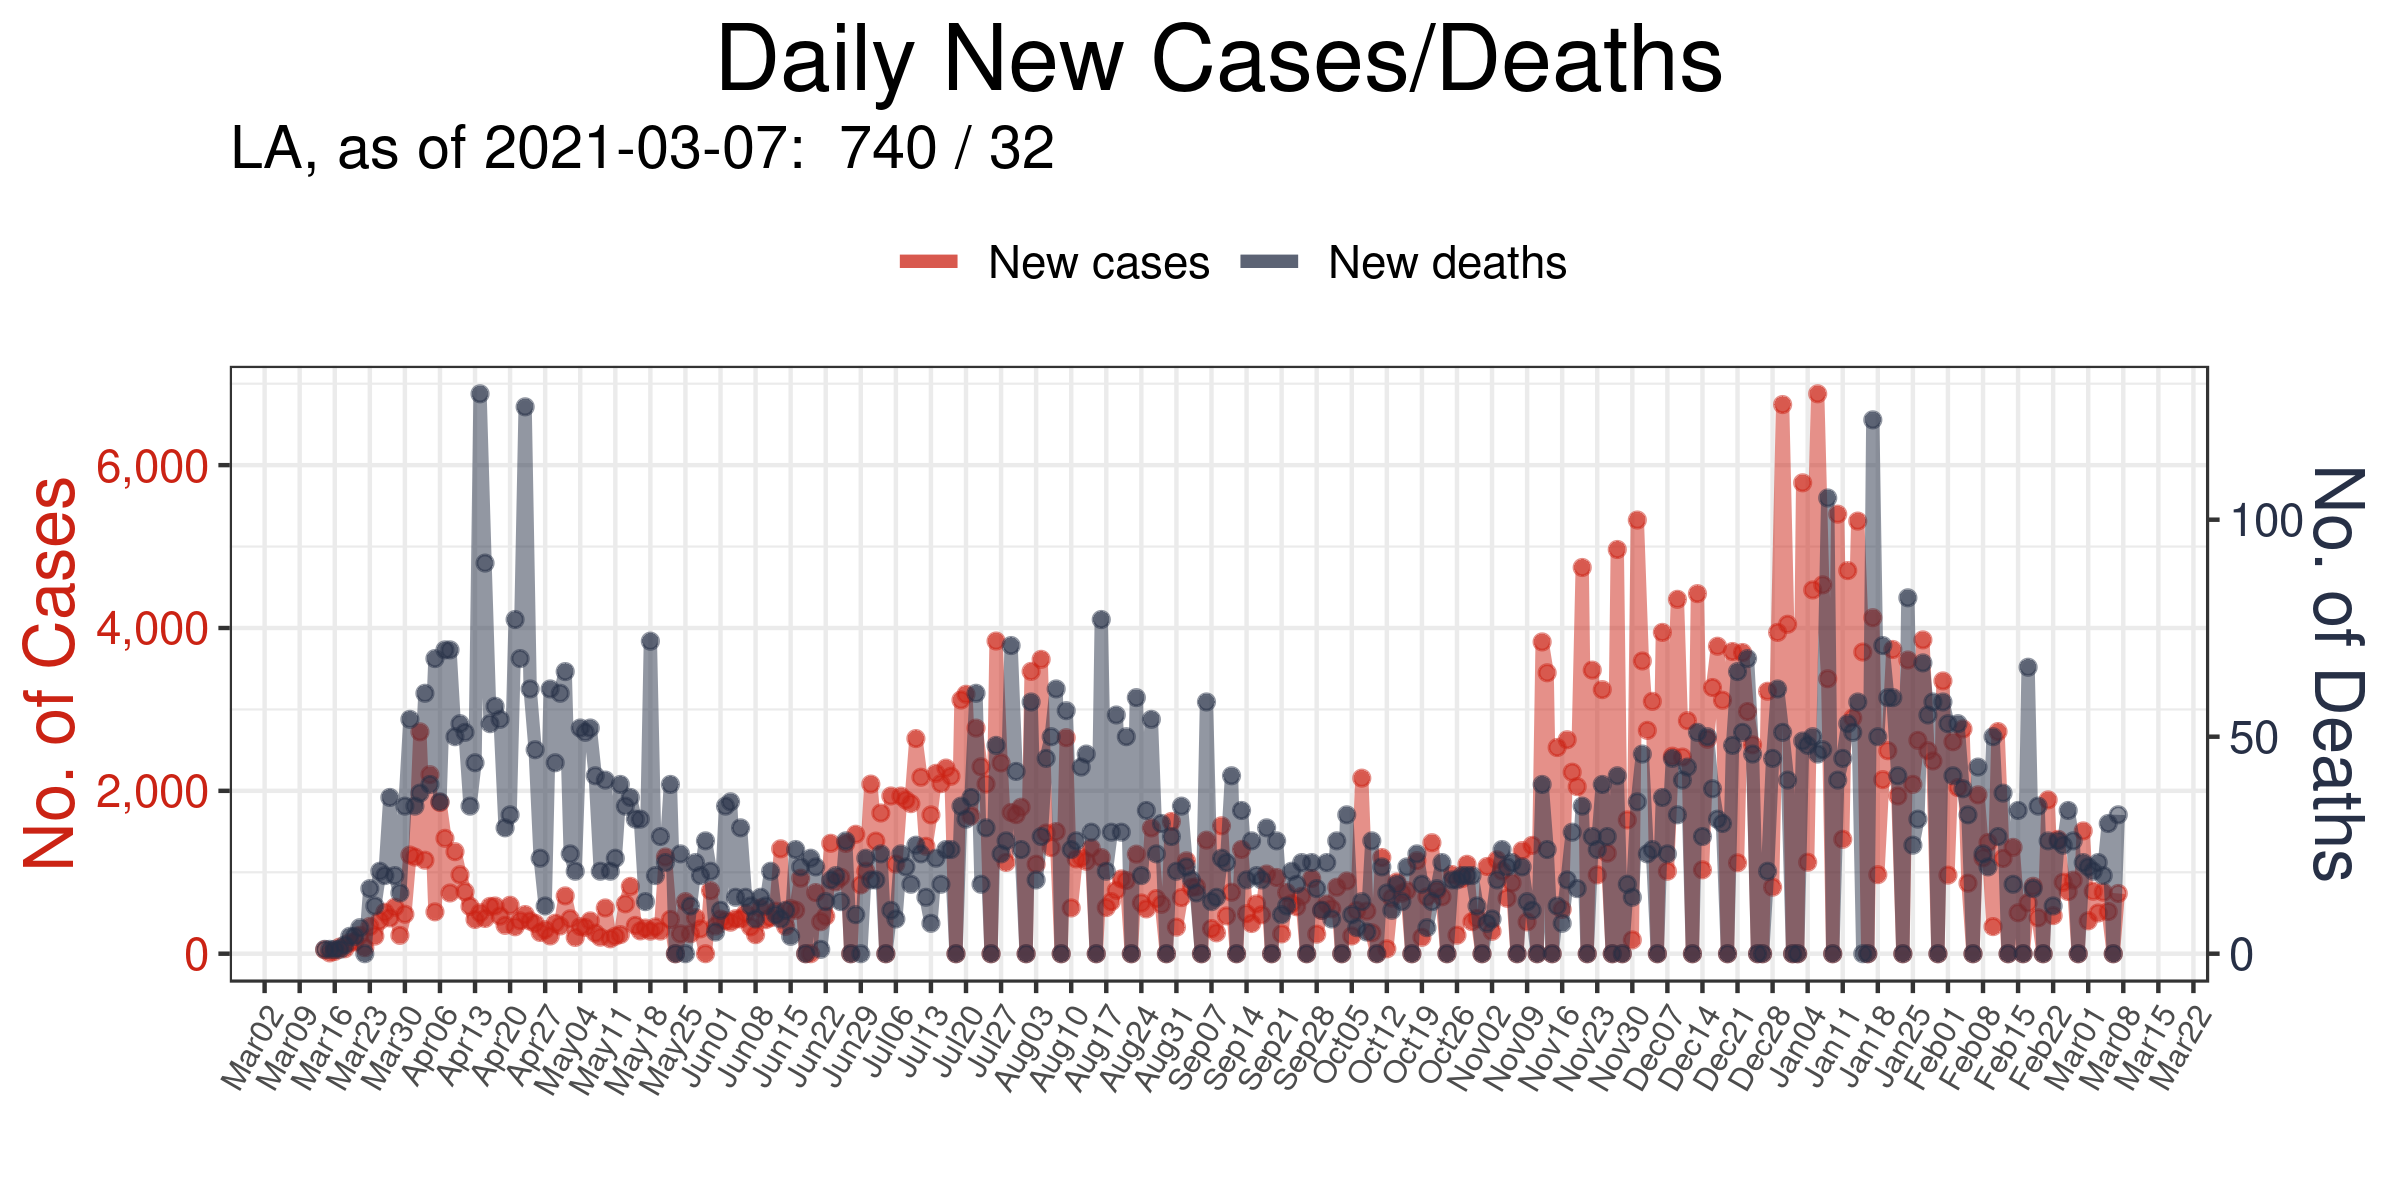 Daily New Cases/Deaths
LA, as of 2021-03-07: 740 / 32
New cases
New deaths
No. of Cases
6,000
4,000
2,000
0
No. of Deaths
100
50
0
Mar02
Mar09
Mar16
Mar23
Mar30
Apr06
Apr13
Apr20
Apr27
May04
May11
May18
May25
Jun01
Jun08
Jun15
Jun22
Jun29
Jul06
Jul13
Jul20
Jul27
Aug03
Aug10
Aug17
Aug24
Aug31
Sep07
Sep14
Sep21
Sep28
Oct05
Oct12
Oct19
Oct26
Nov02
Nov09
Nov16
Nov23
Nov30
Dec07
Dec14
Dec21
Dec28
Jan04
Jan11
Jan18
Jan25
Feb01
Feb08
Feb15
Feb22
Mar01
Mar08
Mar15
Mar22